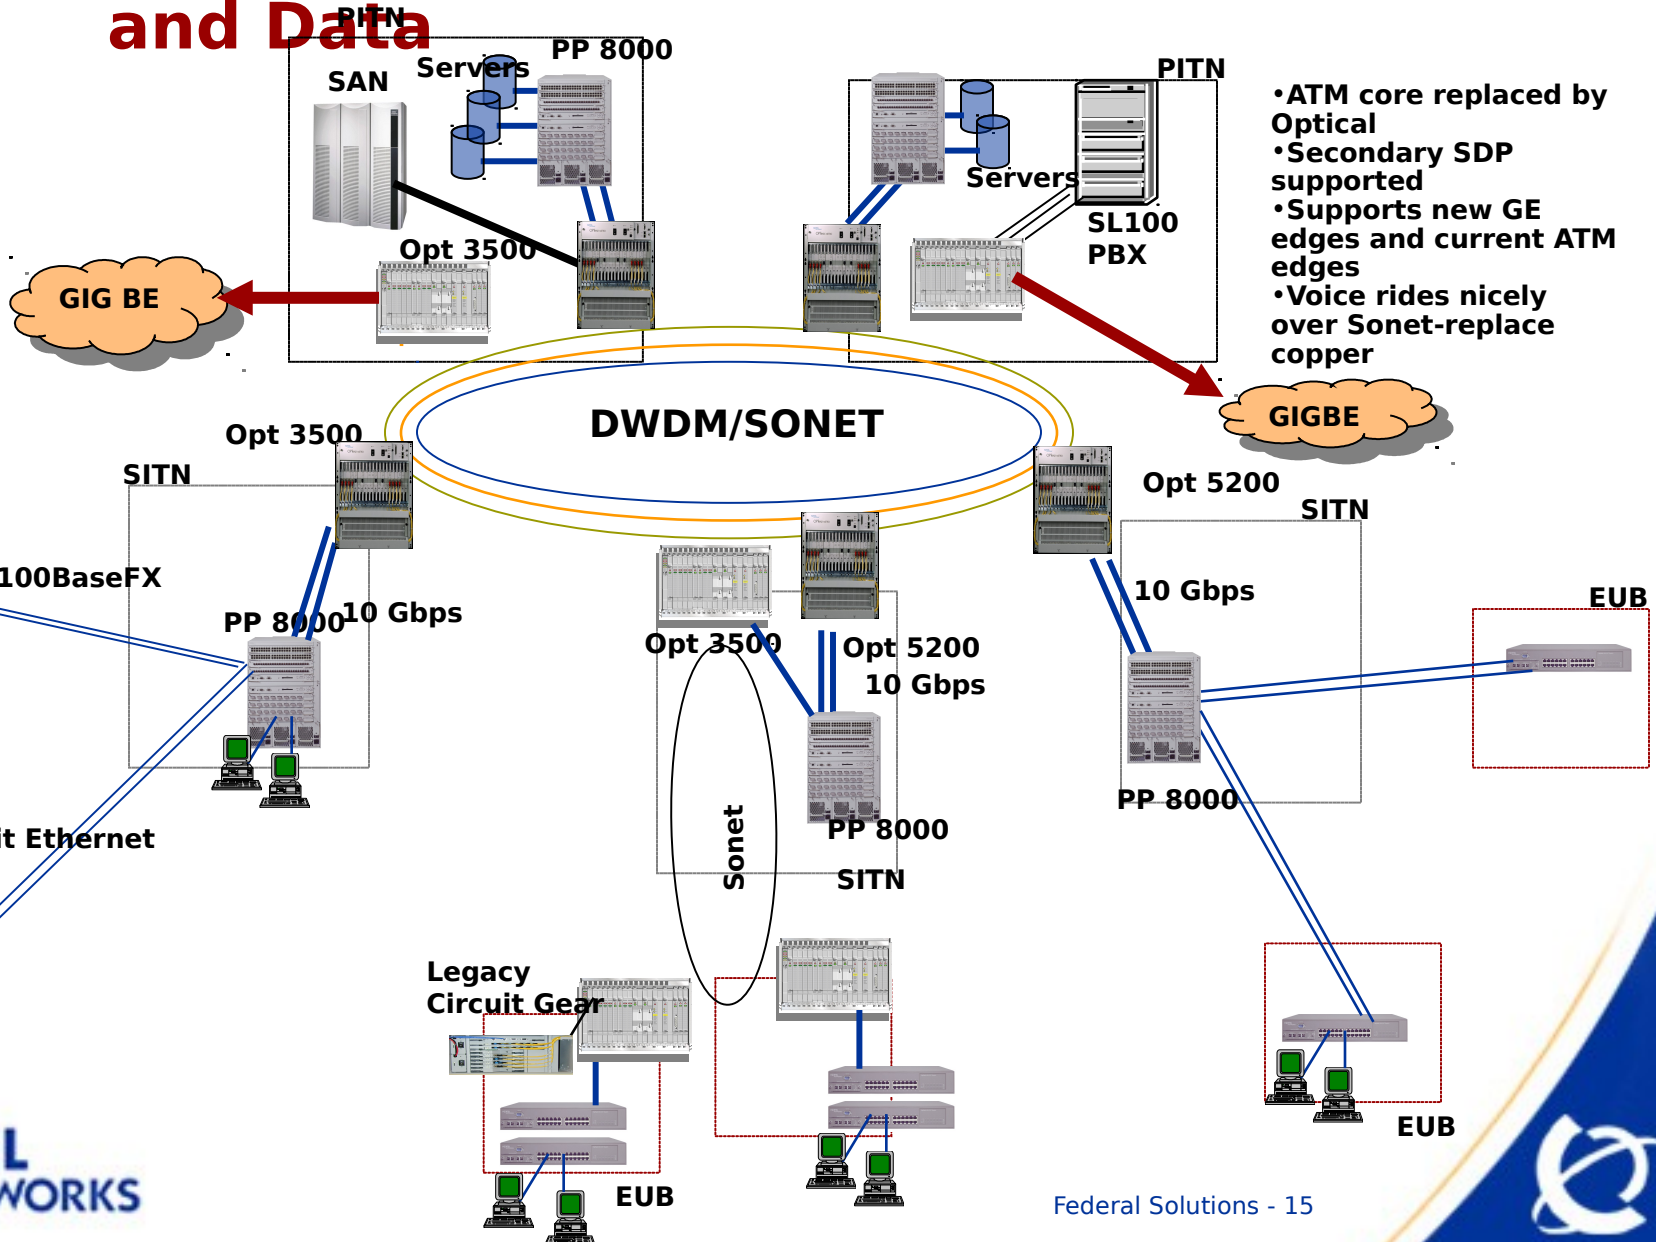 and Data
PITN
PP 8000
Servers
SAN
PITN
•ATM core replaced by
Optical
•Secondary SDP
supported
•Supports new GE
edges and current ATM
edges
•Voice rides nicely
over Sonet-replace
copper
Servers
SL100
PBX
Opt 3500
GIG BE
GIGBE
DWDM/SONET
Opt 3500
SITN
Opt 5200
SITN
100BaseFX
10 Gbps
PP 8000
10 Gbps
EUB
Opt 3500
Opt 5200
10 Gbps
PP 8000
it Ethernet
PP 8000
Sonet
SITN
Legacy
Circuit Gear
EUB
EUB
L
WORKS
Federal Solutions - 15